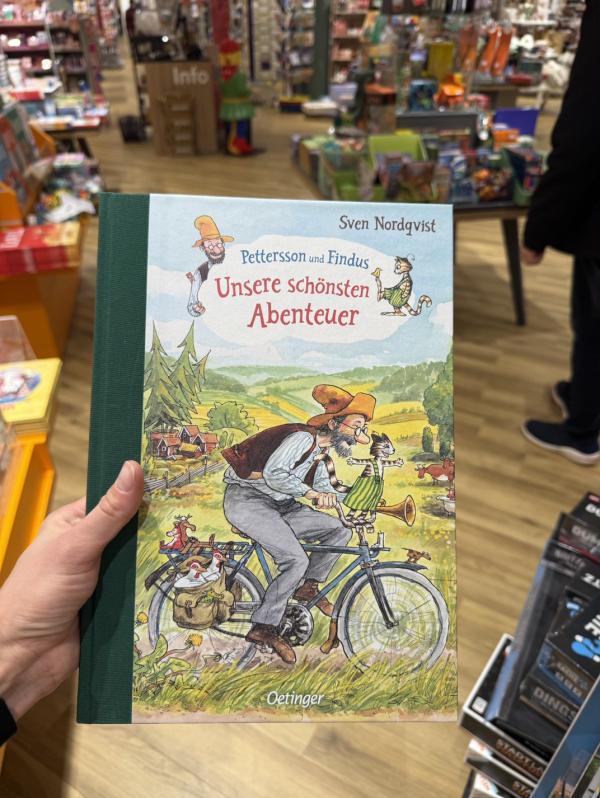 Info
Sven Nordqvist
Pettersson und Findus
Unsere schönsten
Abenteuer
Oetinger